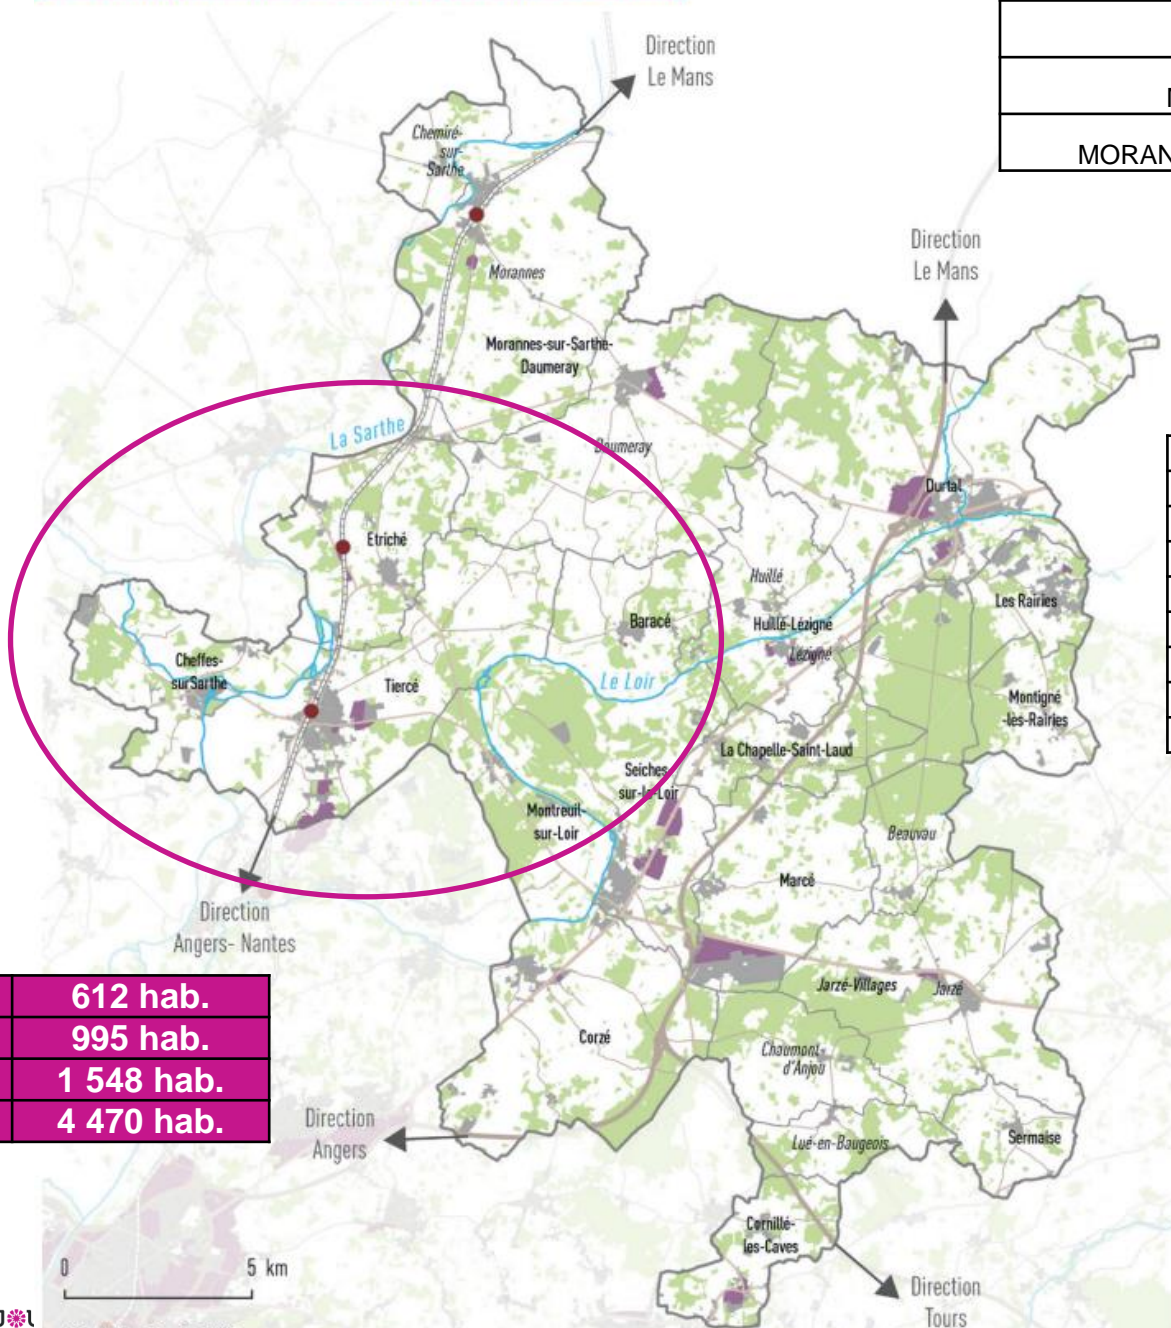 Direction
Le Mans
MORAN
Chemiré-
sur-
Sarthe
Morannes
Direction
Le Mans
Morannes-sur-Sarthe-
Daumeray
La Sarthe
Daumeray
Durtal
Etriché
Huillé
Les Rairies
Baracé
Huillé-Lézigné
Lézigné
Cheffes-
sur Sarthe
Tiercé
Le Loir
Montigné
-les-Rairies
La Chapelle-Saint-Laud
Seiches
sur-le-Loir
Montreuil-
sur-Loir
Beauvau
Marcé
Direction
Angers- Nantes
Jarzé-Villages
Jarzé
612 hab.
995 hab.
1 548 hab.
4 470 hab.
Corzé
Chaumont-
d'Anjou
Direction
Angers
Lué-en-Baugeois
Sermaise
Cornillé-
les-Caves
0 5 km
Direction
Tours